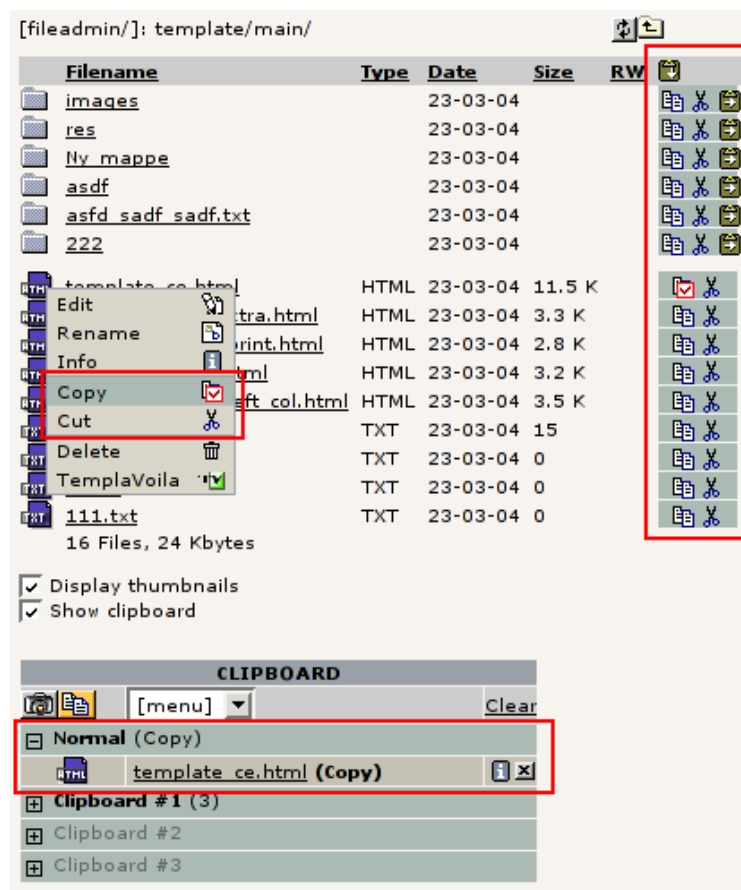 [fileadmin/]: template/main/
Filename Type Date Size RW
images 23-03-04
res 23-03-04
Ny mappe 23-03-04
asdf 23-03-04
asfd sadf sadf.txt 23-03-04
222 23-03-04
template_ce.html HTML 23-03-04 11.5 K
Edit
tra.html HTML 23-03-04 3.3 K
Rename
rint.html HTML 23-03-04 2.8 K
Info
ml HTML 23-03-04 3.2 K
Copy
eft_col.html HTML 23-03-04 3.5 K
Cut
TXT 23-03-04 15
Delete
TXT 23-03-04 0
TemplaVoila
TXT 23-03-04 0
111.txt TXT 23-03-04 0
16 Files, 24 Kbytes
Display thumbnails
Show clipboard
CLIPBOARD
[menu] Clear
Normal (Copy)
template_ce.html (Copy)
Clipboard #1 (3)
Clipboard #2
Clipboard #3